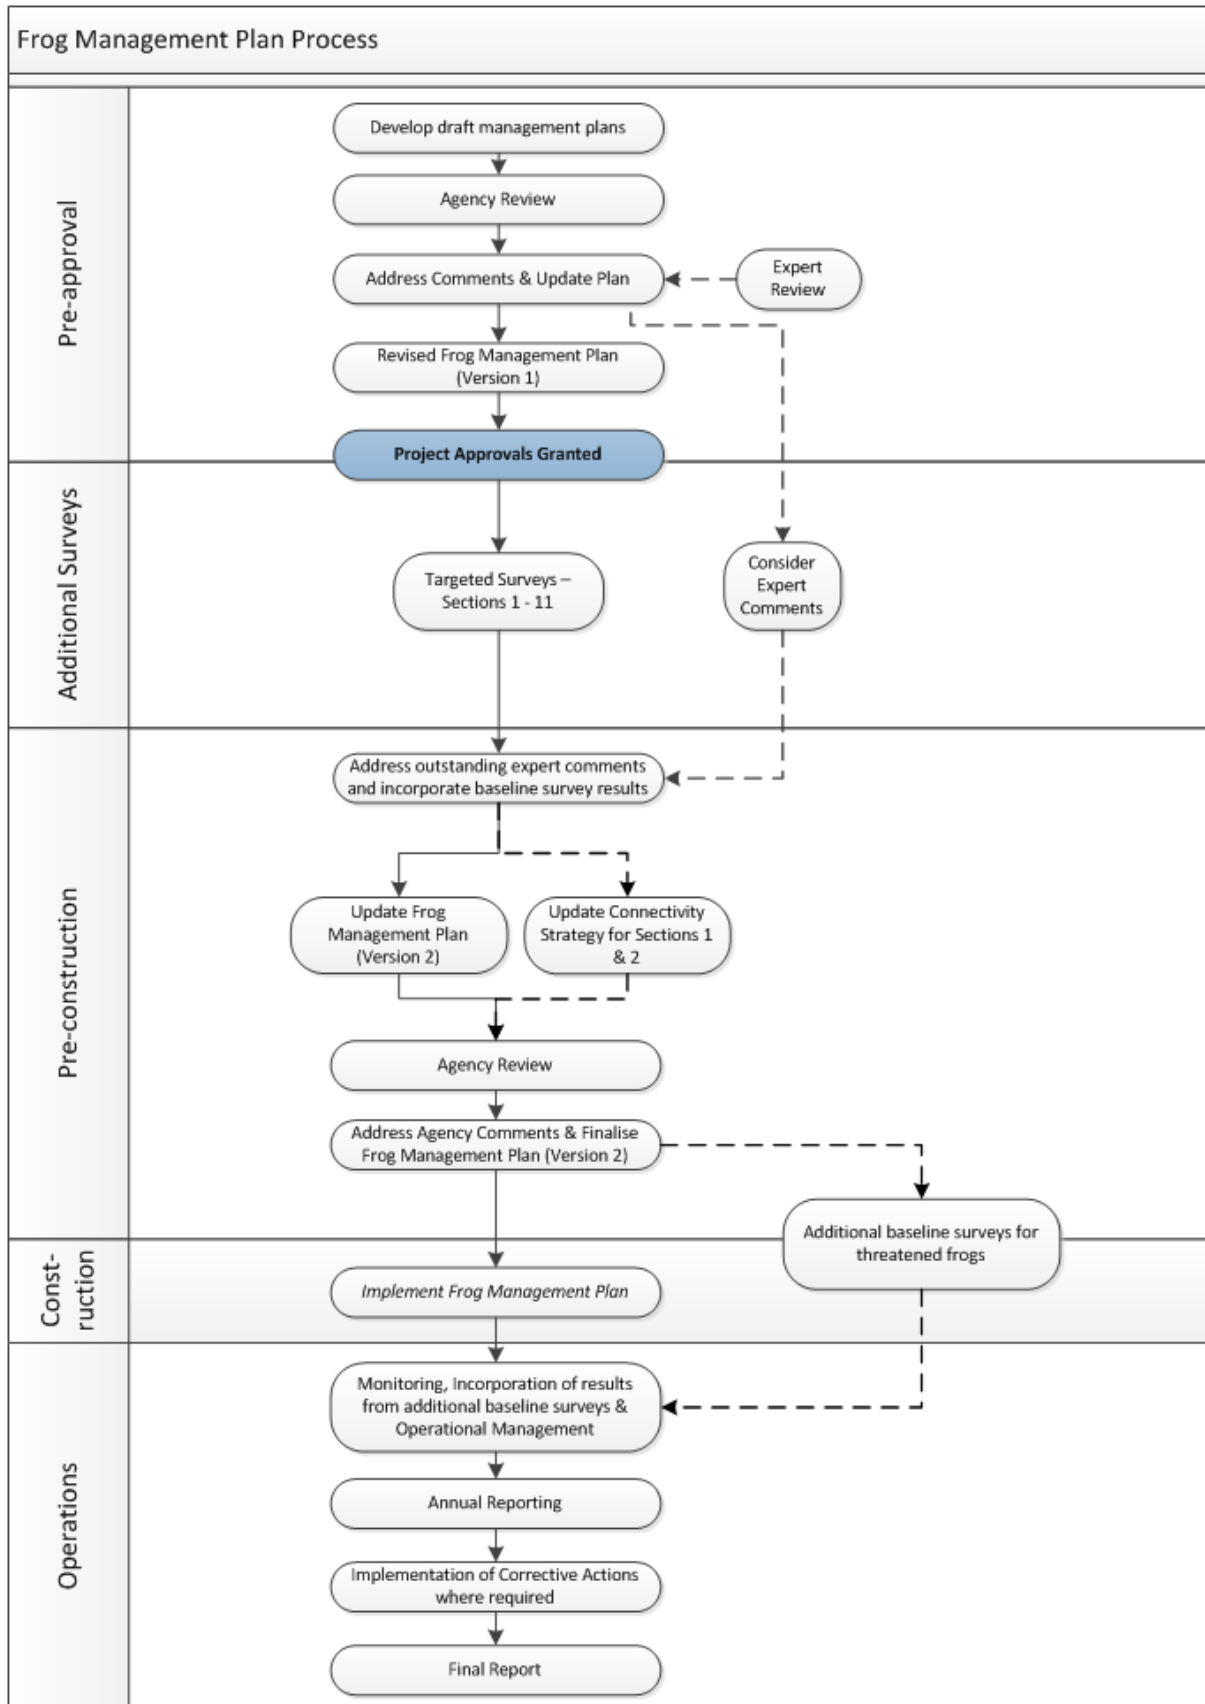 Frog Management Plan Process
Pre-approval
Develop draft management plans
Agency Review
Address Comments & Update Plan
Expert
Review
Revised Frog Management Plan
(Version 1)
Project Approvals Granted
Additional Surveys
Targeted Surveys –
Sections 1 - 11
Consider
Expert
Comments
Pre-construction
Address outstanding expert comments
and incorporate baseline survey results
Update Frog
Management Plan
(Version 2)
Update Connectivity
Strategy for Sections 1
& 2
Agency Review
Address Agency Comments & Finalise
Frog Management Plan (Version 2)
Additional baseline surveys for
threatened frogs
Const-
ruction
Implement Frog Management Plan
Operations
Monitoring, Incorporation of results
from additional baseline surveys &
Operational Management
Annual Reporting
Implementation of Corrective Actions
where required
Final Report